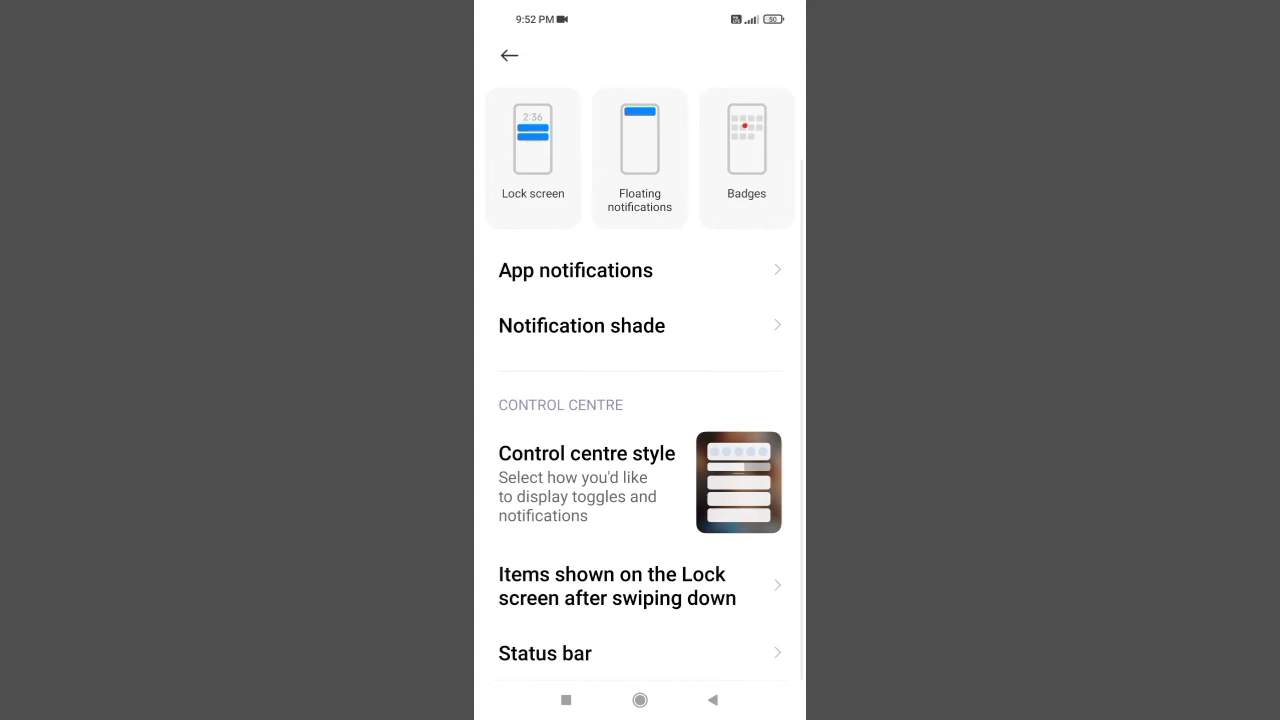 9:52 PM
50
2:36
Lock screen
Floating
notifications
Badges
App notifications
Notification shade
CONTROL CENTRE
Control centre style
Select how you'd like
to display toggles and
notifications
Items shown on the Lock
screen after swiping down
Status bar